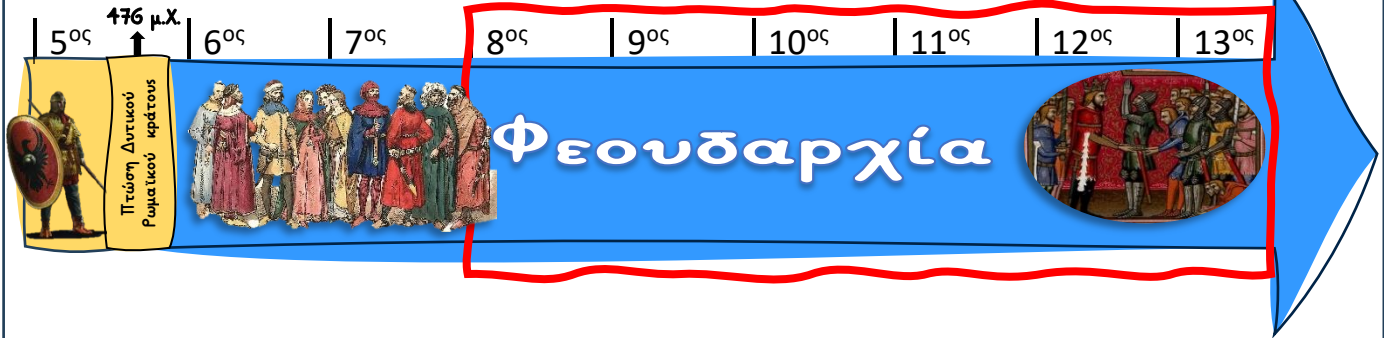 476 μ.Χ.
5ος 6ος 7ος 8ος 9ος 10ος 11ος 12ος 13ος
Πτώση Δυτικού
Ρωμαϊκού κράτους
Φεουδαρχία